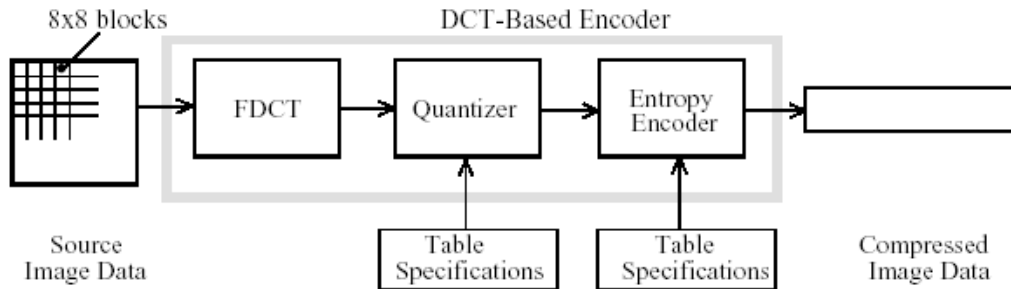 8x8 blocks
DCT-Based Encoder
FDCT
Quantizer
Entropy
Encoder
Table
Specifications
Table
Specifications
Source
Image Data
Compressed
Image Data